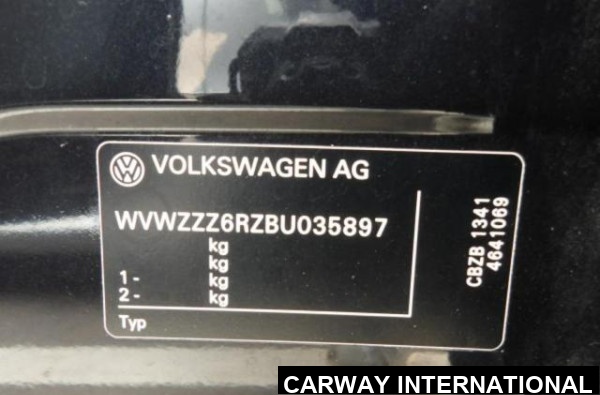 VOLKSWAGEN AG
WVWZZZ6RZBU035897
kg
kg
1 - kg
2 - kg
Typ
CBZB 1341
4641069
CARWAY INTERNATIONAL